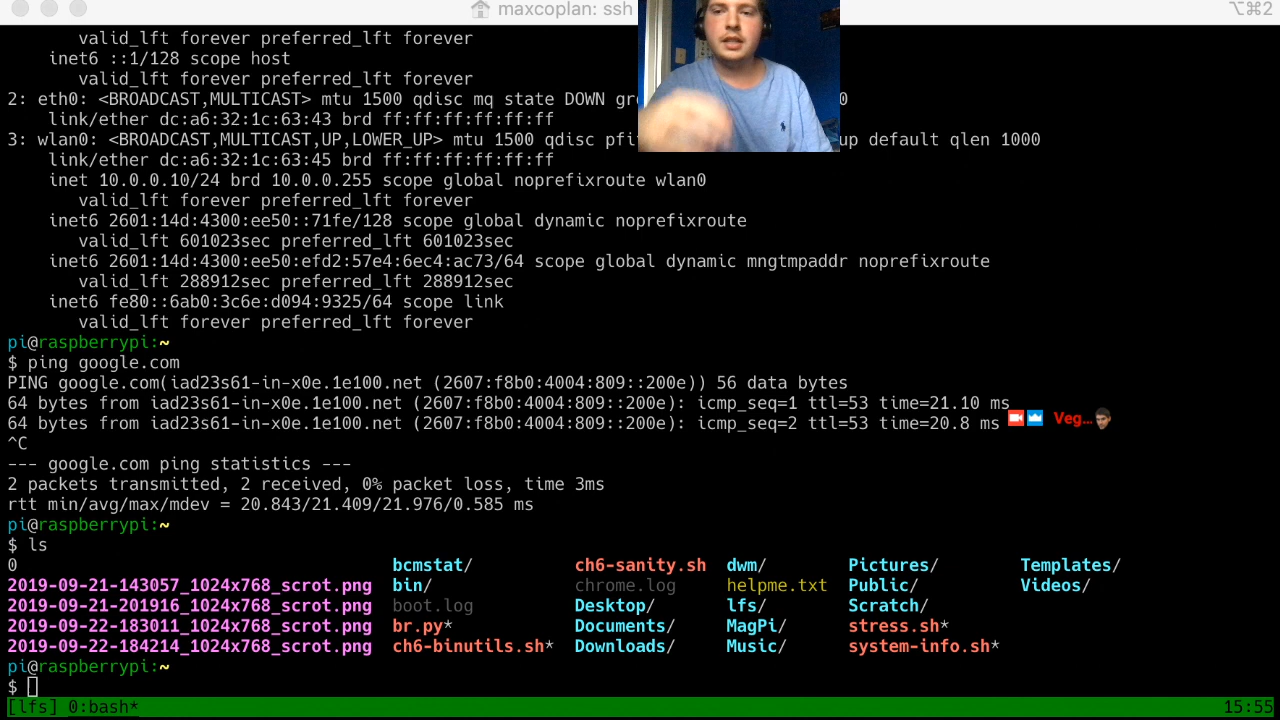 maxcoplan: ssh
⌥⌘2
valid_lft forever preferred_lft forever
inet6 ::1/128 scope host
valid_lft forever preferred_lft forever
2: eth0: <BROADCAST,MULTICAST> mtu 1500 qdisc mq state DOWN gr 0
link/ether dc:a6:32:1c:63:43 brd ff:ff:ff:ff:ff:ff
3: wlan0: <BROADCAST,MULTICAST,UP,LOWER_UP> mtu 1500 qdisc pfi up default qlen 1000
link/ether dc:a6:32:1c:63:45 brd ff:ff:ff:ff:ff:ff
inet 10.0.0.10/24 brd 10.0.0.255 scope global noprefixroute wlan0
valid_lft forever preferred_lft forever
inet6 2601:14d:4300:ee50::71fe/128 scope global dynamic noprefixroute
valid_lft 601023sec preferred_lft 601023sec
inet6 2601:14d:4300:ee50:efd2:57e4:6ec4:ac73/64 scope global dynamic mngtmpaddr noprefixroute
valid_lft 288912sec preferred_lft 288912sec
inet6 fe80::6ab0:3c6e:d094:9325/64 scope link
valid_lft forever preferred_lft forever
pi@raspberrypi:~
$ ping google.com
PING google.com(iad23s61-in-x0e.1e100.net (2607:f8b0:4004:809::200e)) 56 data bytes
64 bytes from iad23s61-in-x0e.1e100.net (2607:f8b0:4004:809::200e): icmp_seq=1 ttl=53 time=21.10 ms
64 bytes from iad23s61-in-x0e.1e100.net (2607:f8b0:4004:809::200e): icmp_seq=2 ttl=53 time=20.8 ms Veg...
^C
--- google.com ping statistics ---
2 packets transmitted, 2 received, 0% packet loss, time 3ms
rtt min/avg/max/mdev = 20.843/21.409/21.976/0.585 ms
pi@raspberrypi:~
$ ls
0 bcmstat/ ch6-sanity.sh dwm/ Pictures/ Templates/
2019-09-21-143057_1024x768_scrot.png bin/ chrome.log helpme.txt Public/ Videos/
2019-09-21-201916_1024x768_scrot.png boot.log Desktop/ lfs/ Scratch/
2019-09-22-183011_1024x768_scrot.png br.py* Documents/ MagPi/ stress.sh*
2019-09-22-184214_1024x768_scrot.png ch6-binutils.sh* Downloads/ Music/ system-info.sh*
pi@raspberrypi:~
$
[lfs] 0:bash* 15:55